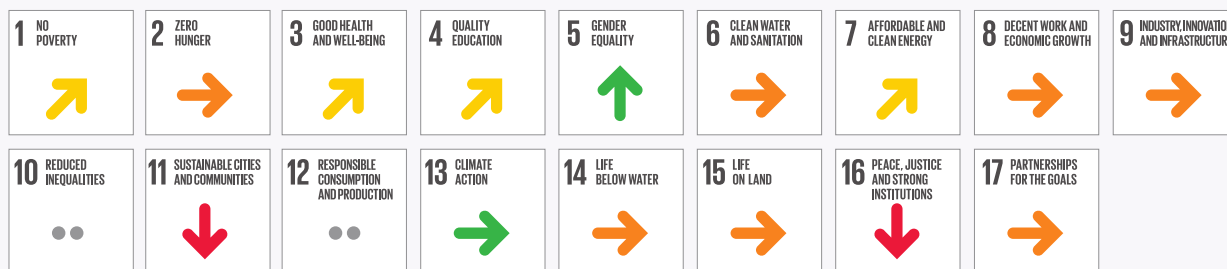 1 NO
POVERTY
2 ZERO
HUNGER
3 GOOD HEALTH
AND WELL-BEING
4 QUALITY
EDUCATION
5 GENDER
EQUALITY
6 CLEAN WATER
AND SANITATION
7 AFFORDABLE AND
CLEAN ENERGY
8 DECENT WORK AND
ECONOMIC GROWTH
9 INDUSTRY, INNOVATIO
AND INFRASTRUCTUR
10 REDUCED
INEQUALITIES
11 SUSTAINABLE CITIES
AND COMMUNITIES
12 RESPONSIBLE
CONSUMPTION
AND PRODUCTION
13 CLIMATE
ACTION
14 LIFE
BELOW WATER
15 LIFE
ON LAND
16 PEACE, JUSTICE
AND STRONG
INSTITUTIONS
17 PARTNERSHIPS
FOR THE GOALS